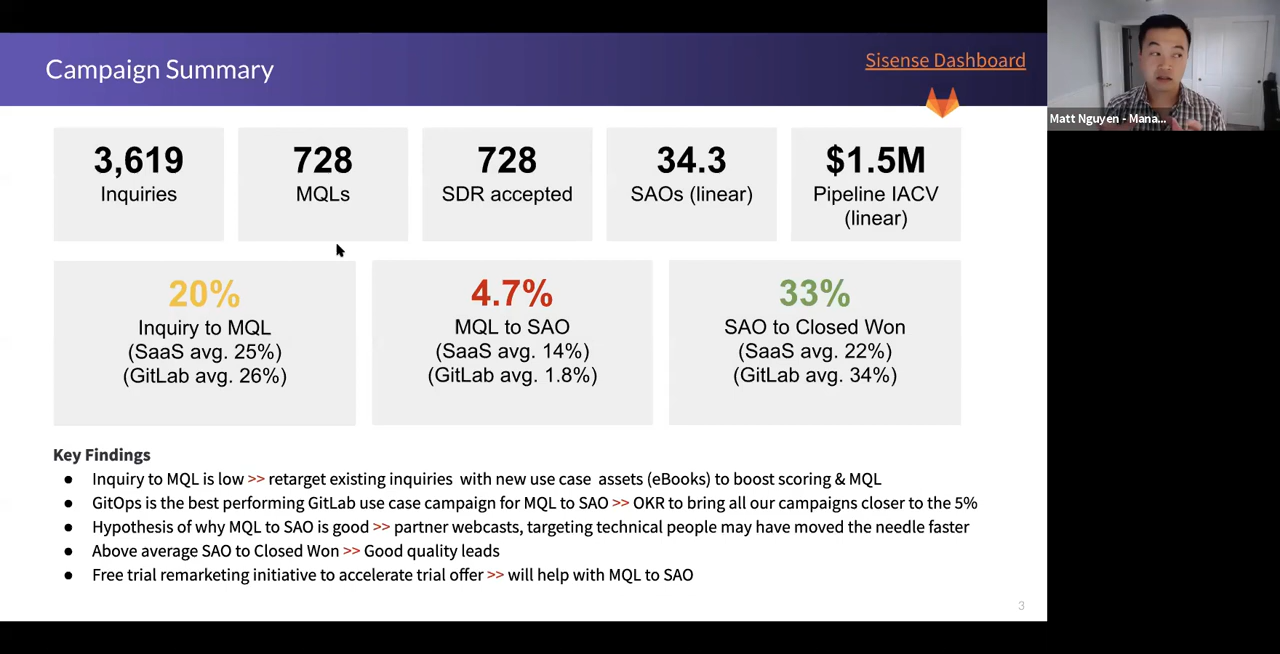 Campaign Summary
Sisense Dashboard
3,619
Inquiries
728
MQLs
728
SDR accepted
34.3
SAOs (linear)
$1.5M
Pipeline IACV
(linear)
20%
Inquiry to MQL
(SaaS avg. 25%)
(GitLab avg. 26%)
4.7%
MQL to SAO
(SaaS avg. 14%)
(GitLab avg. 1.8%)
33%
SAO to Closed Won
(SaaS avg. 22%)
(GitLab avg. 34%)
Key Findings
● Inquiry to MQL is low >> retarget existing inquiries with new use case assets (eBooks) to boost scoring & MQL
● GitOps is the best performing GitLab use case campaign for MQL to SAO >> OKR to bring all our campaigns closer to the 5%
● Hypothesis of why MQL to SAO is good >> partner webcasts, targeting technical people may have moved the needle faster
● Above average SAO to Closed Won >> Good quality leads
● Free trial remarketing initiative to accelerate trial offer >> will help with MQL to SAO
3
Matt Nguyen - Mana...